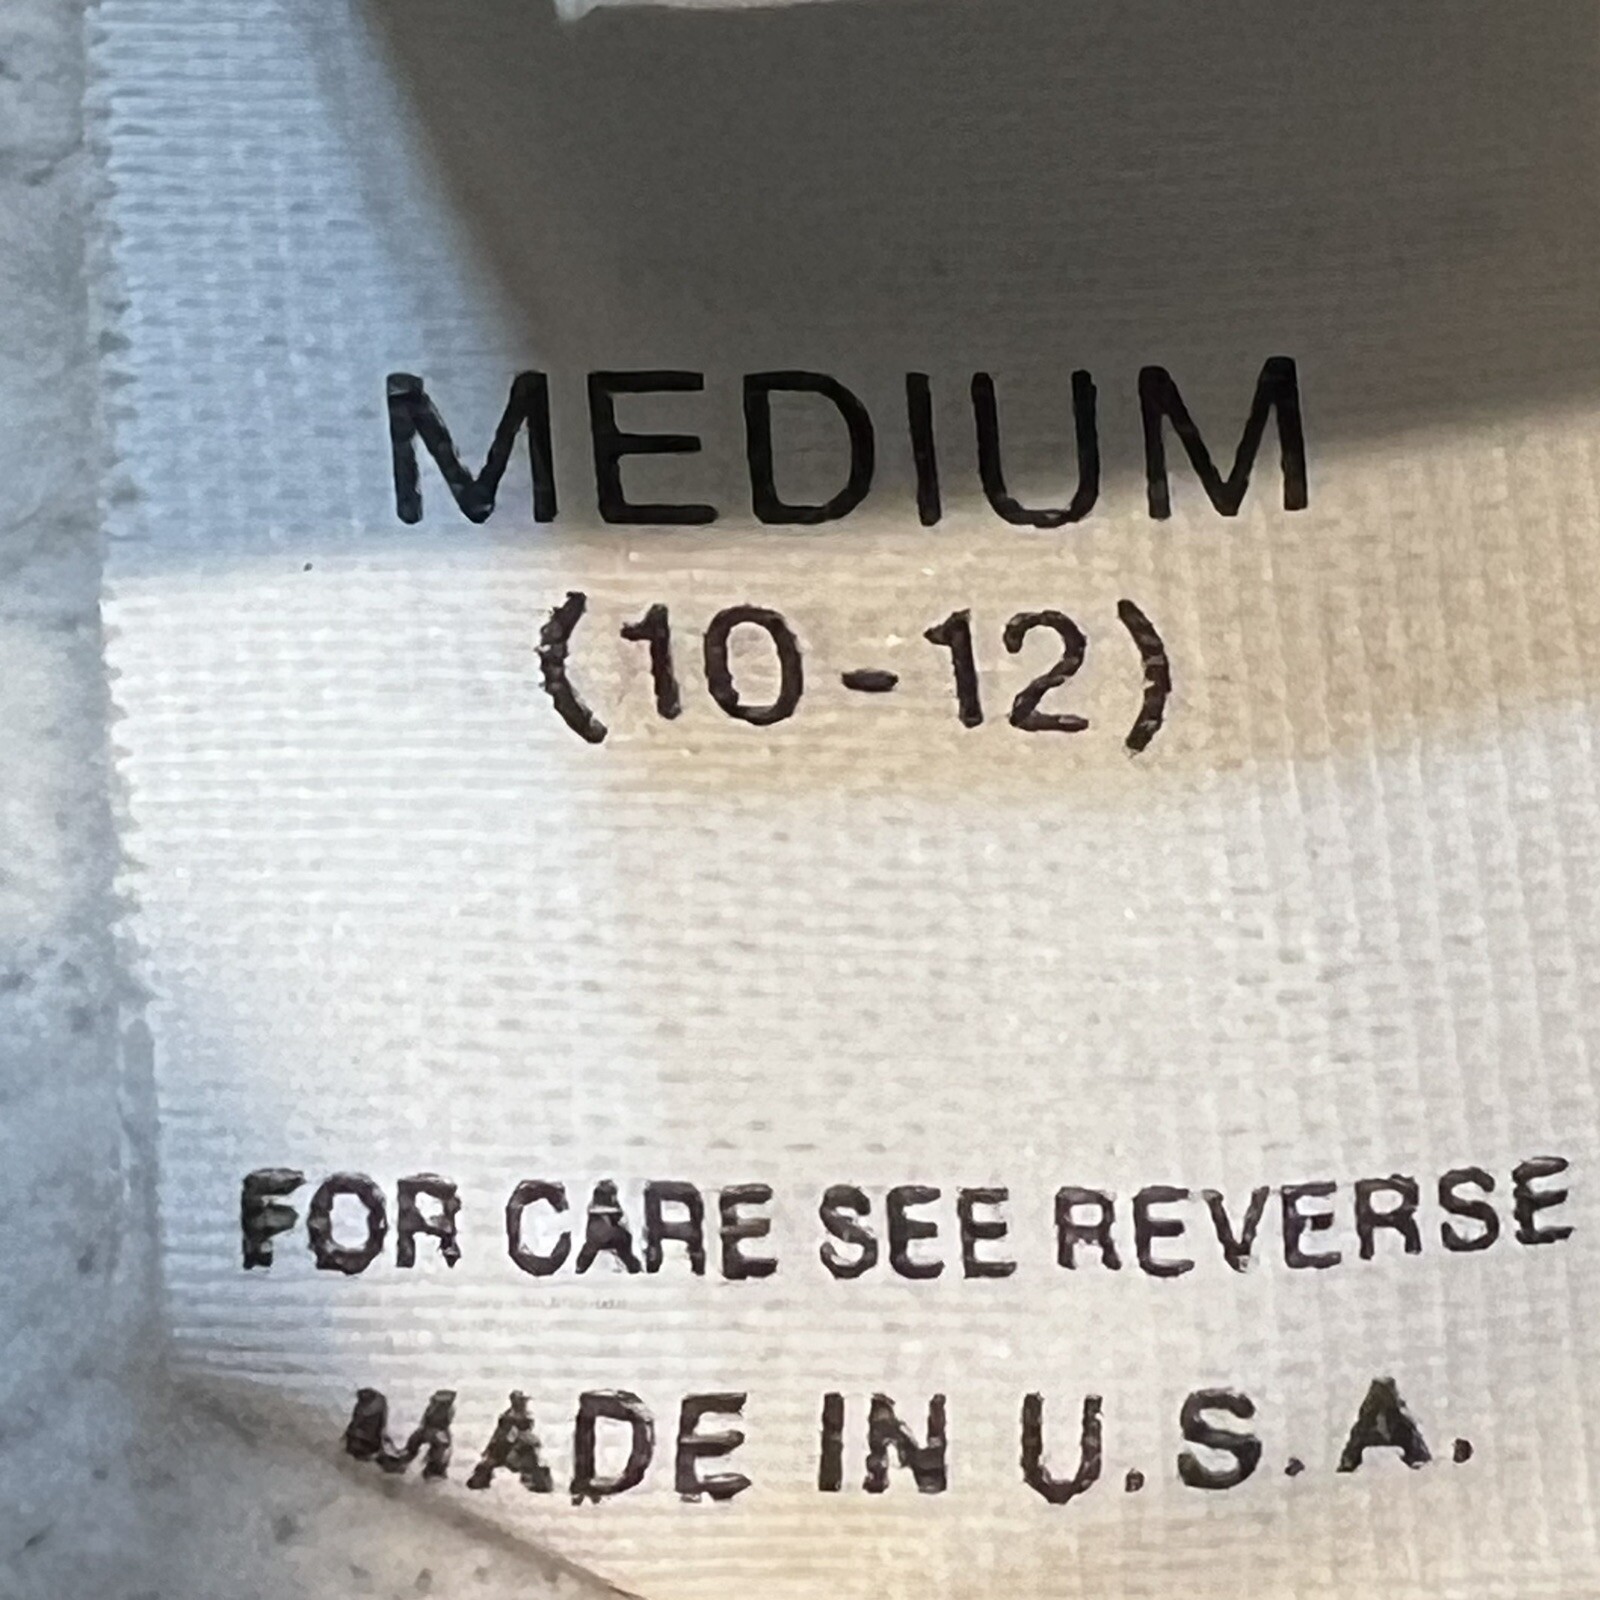 MEDIUM
(10-12)
FOR CARE SEE REVERSE
MADE IN U.S.A.